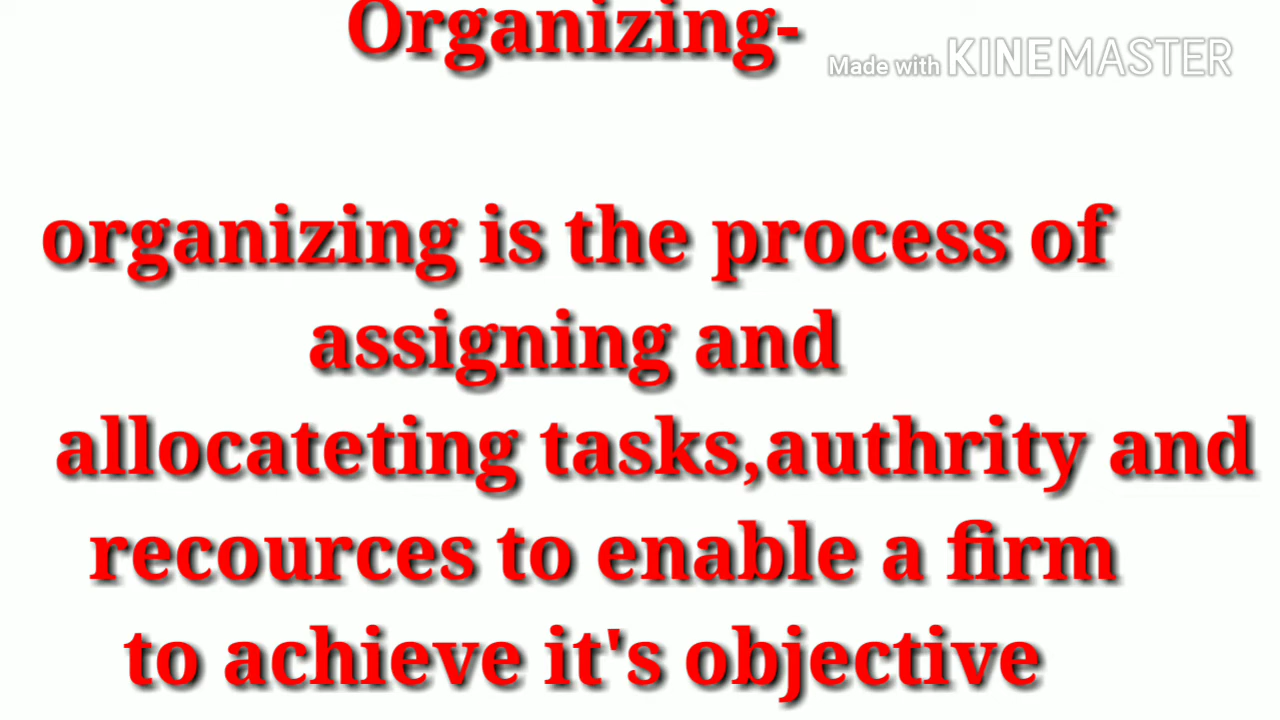 Organizing-
Made with KINEMASTER
organizing is the process of
assigning and
allocateting tasks,authrity and
recources to enable a firm
to achieve it's objective